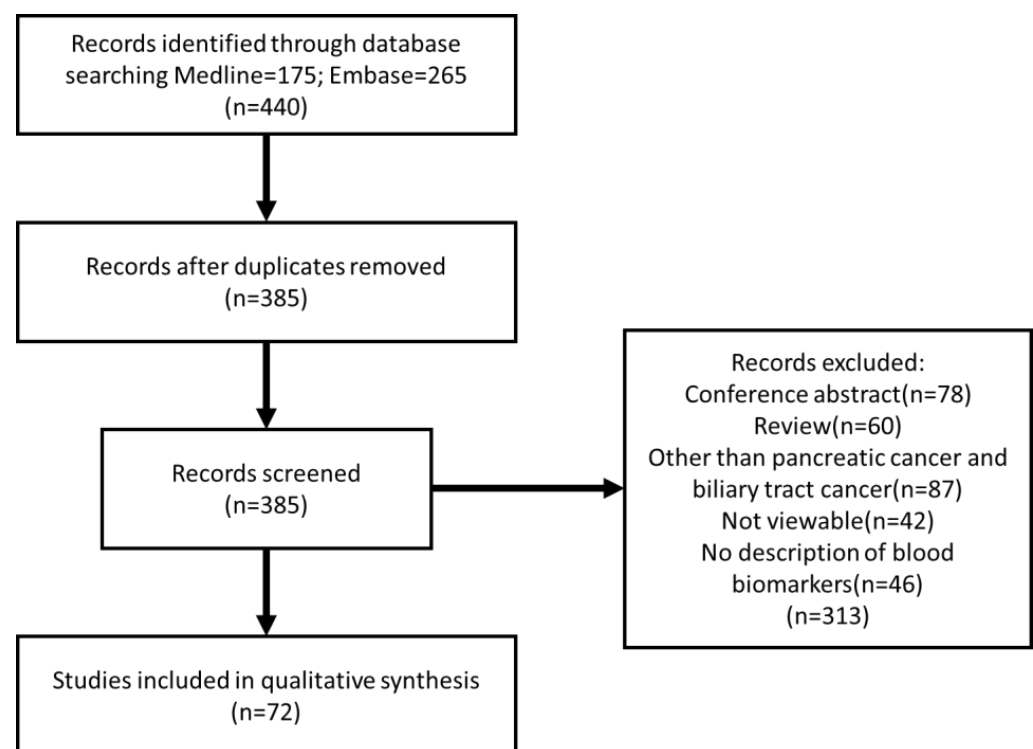 Records identified through database
searching Medline=175; Embase=265
(n=440)
Records after duplicates removed
(n=385)
Records screened
(n=385)
Records excluded:
Conference abstract(n=78)
Review(n=60)
Other than pancreatic cancer and
biliary tract cancer(n=87)
Not viewable(n=42)
No description of blood
biomarkers(n=46)
(n=313)
Studies included in qualitative synthesis
(n=72)